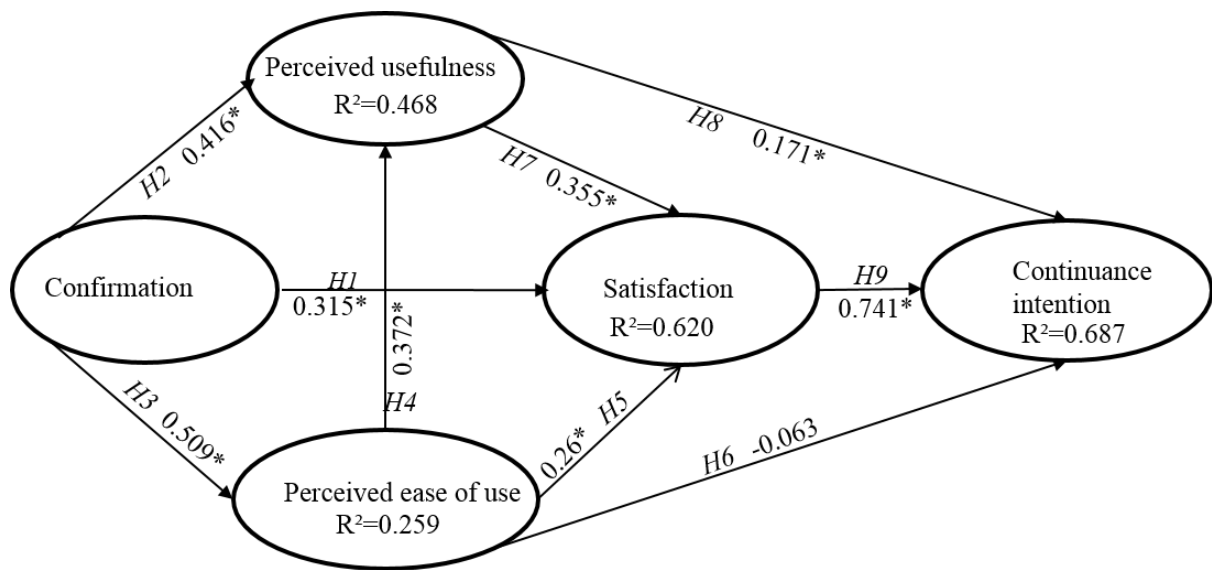 Perceived usefulness
R²=0.468
H8 0.171*
H2 0.416*
H7 0.355*
Confirmation
H1
0.315*
0.372*
H4
Satisfaction
R²=0.620
H9
0.741*
Continuance
intention
R²=0.687
H3 0.509*
0.26* H5
H6 -0.063
Perceived ease of use
R²=0.259